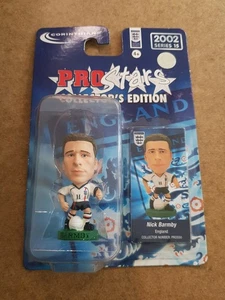 CORINTHIAN
2002
SERIES 15
PRO Stars
COLLECTOR'S EDITION
ENGLAND
Nick Barmby
England